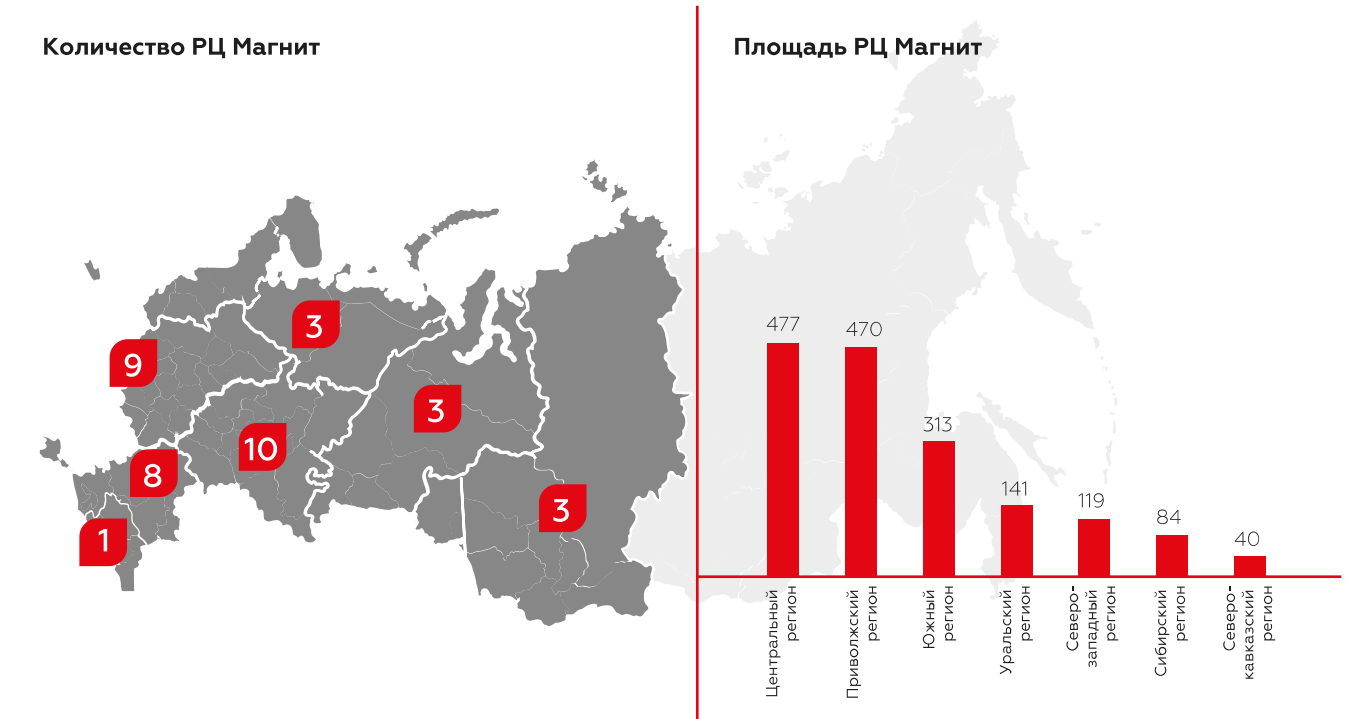 Количество РЦ Магнит
3
9
3
10
8
3
1
Площадь РЦ Магнит
477
470
313
141
119
84
40
Центральный
регион
Приволжский
регион
Южный
регион
Уральский
регион
Северо-
западный
регион
Сибирский
регион
Северо-
кавказский
регион